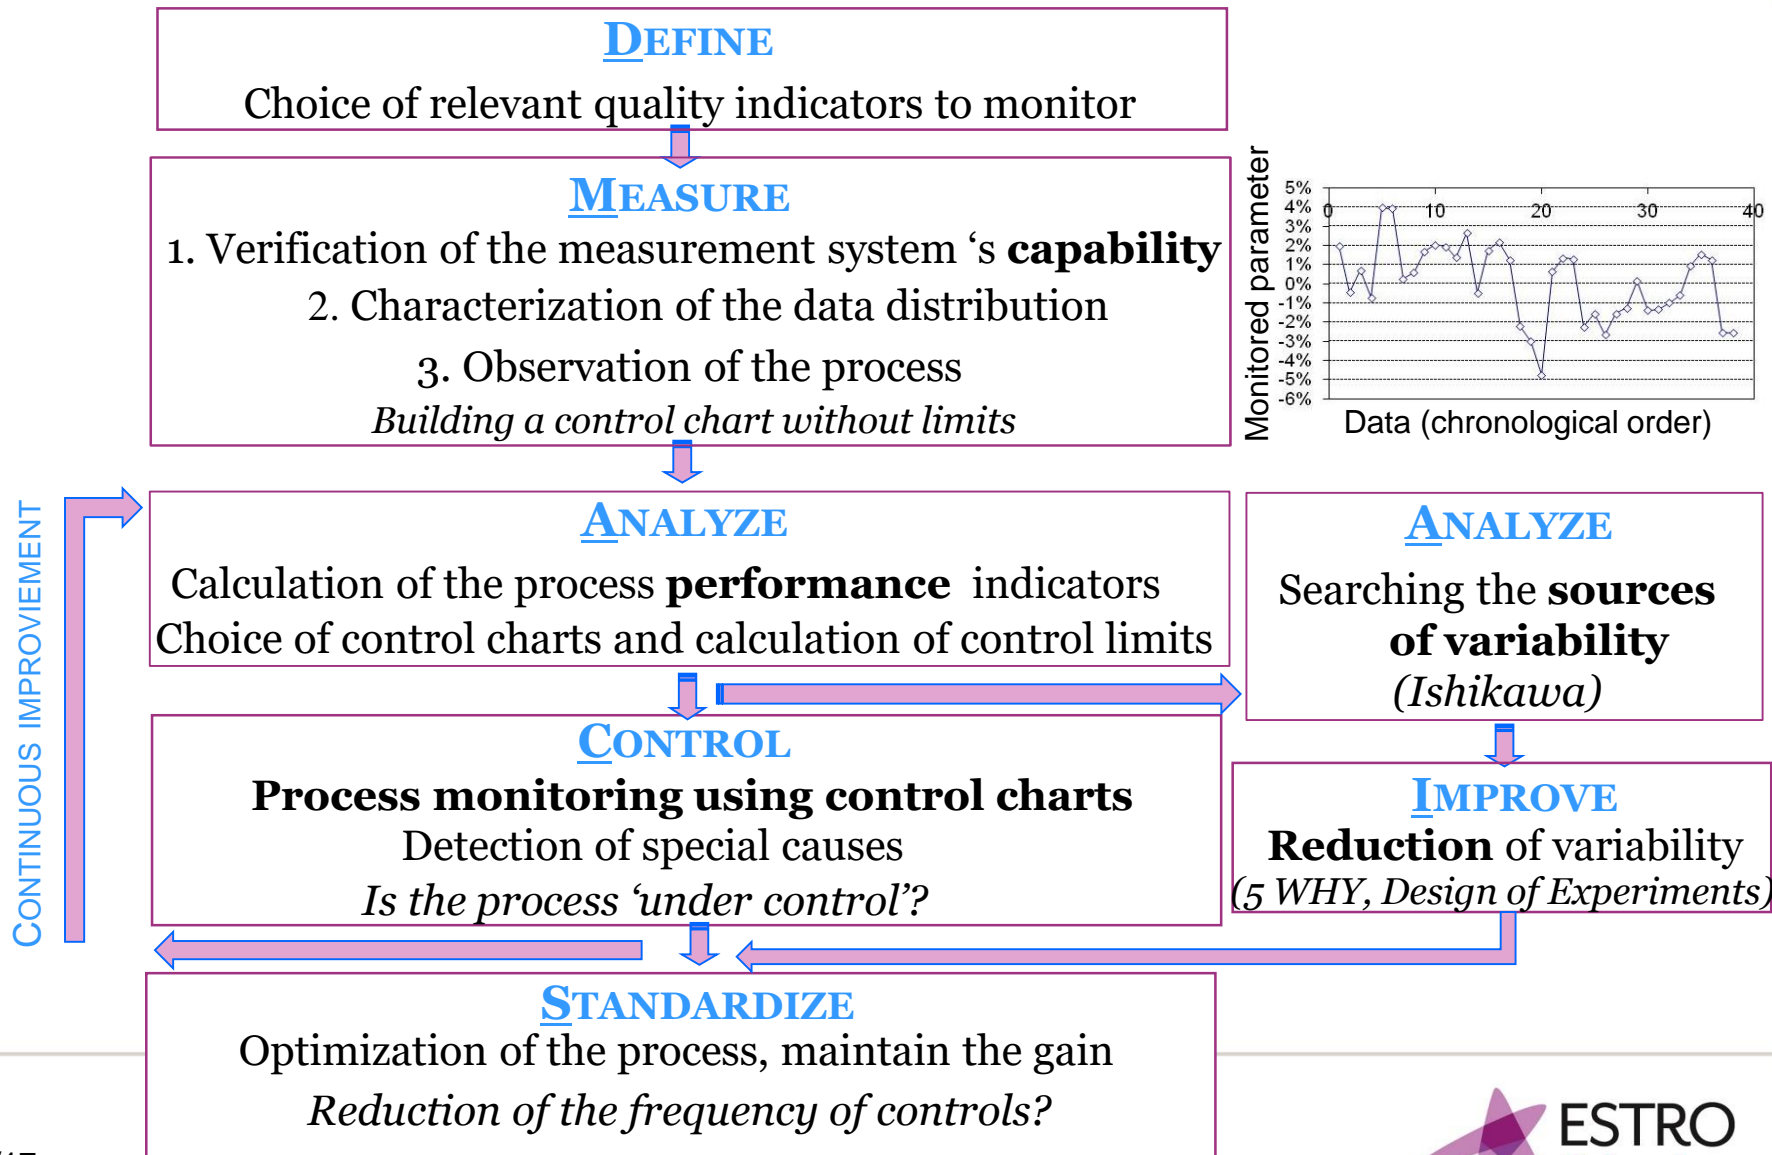 DEFINE
Choice of relevant quality indicators to monitor
MEASURE
1. Verification of the measurement system ‘s capability
2. Characterization of the data distribution
3. Observation of the process
Building a control chart without limits
Monitored parameter
5%
4%
3%
2%
1%
0%
-1%
-2%
-3%
-4%
-5%
-6%
0 10 20 30 40
Data (chronological order)
CONTINUOUS IMPROVIEMENT
ANALYZE
Calculation of the process performance indicators
Choice of control charts and calculation of control limits
ANALYZE
Searching the sources
of variability
(Ishikawa)
CONTROL
Process monitoring using control charts
Detection of special causes
Is the process ‘under control’?
IMPROVE
Reduction of variability
(5 WHY, Design of Experiments)
STANDARDIZE
Optimization of the process, maintain the gain
Reduction of the frequency of controls?
ESTRO